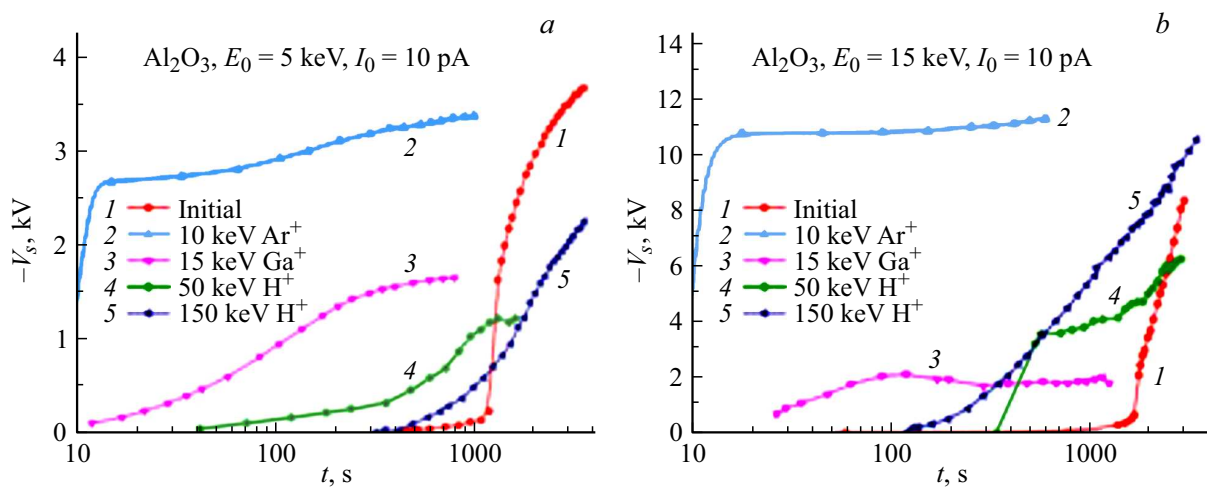 a
Al₂O₃, E₀ = 5 keV, I₀ = 10 pA
4
3
2
1
0
–Vₛ, kV
1 Initial
2 10 keV Ar⁺
3 15 keV Ga⁺
4 50 keV H⁺
5 150 keV H⁺
2
1
3
4
5
10 100 1000
t, s
b
Al₂O₃, E₀ = 15 keV, I₀ = 10 pA
14
12
10
8
6
4
2
0
–Vₛ, kV
1 Initial
2 10 keV Ar⁺
3 15 keV Ga⁺
4 50 keV H⁺
5 150 keV H⁺
2
5
4
3
1
10 100 1000
t, s